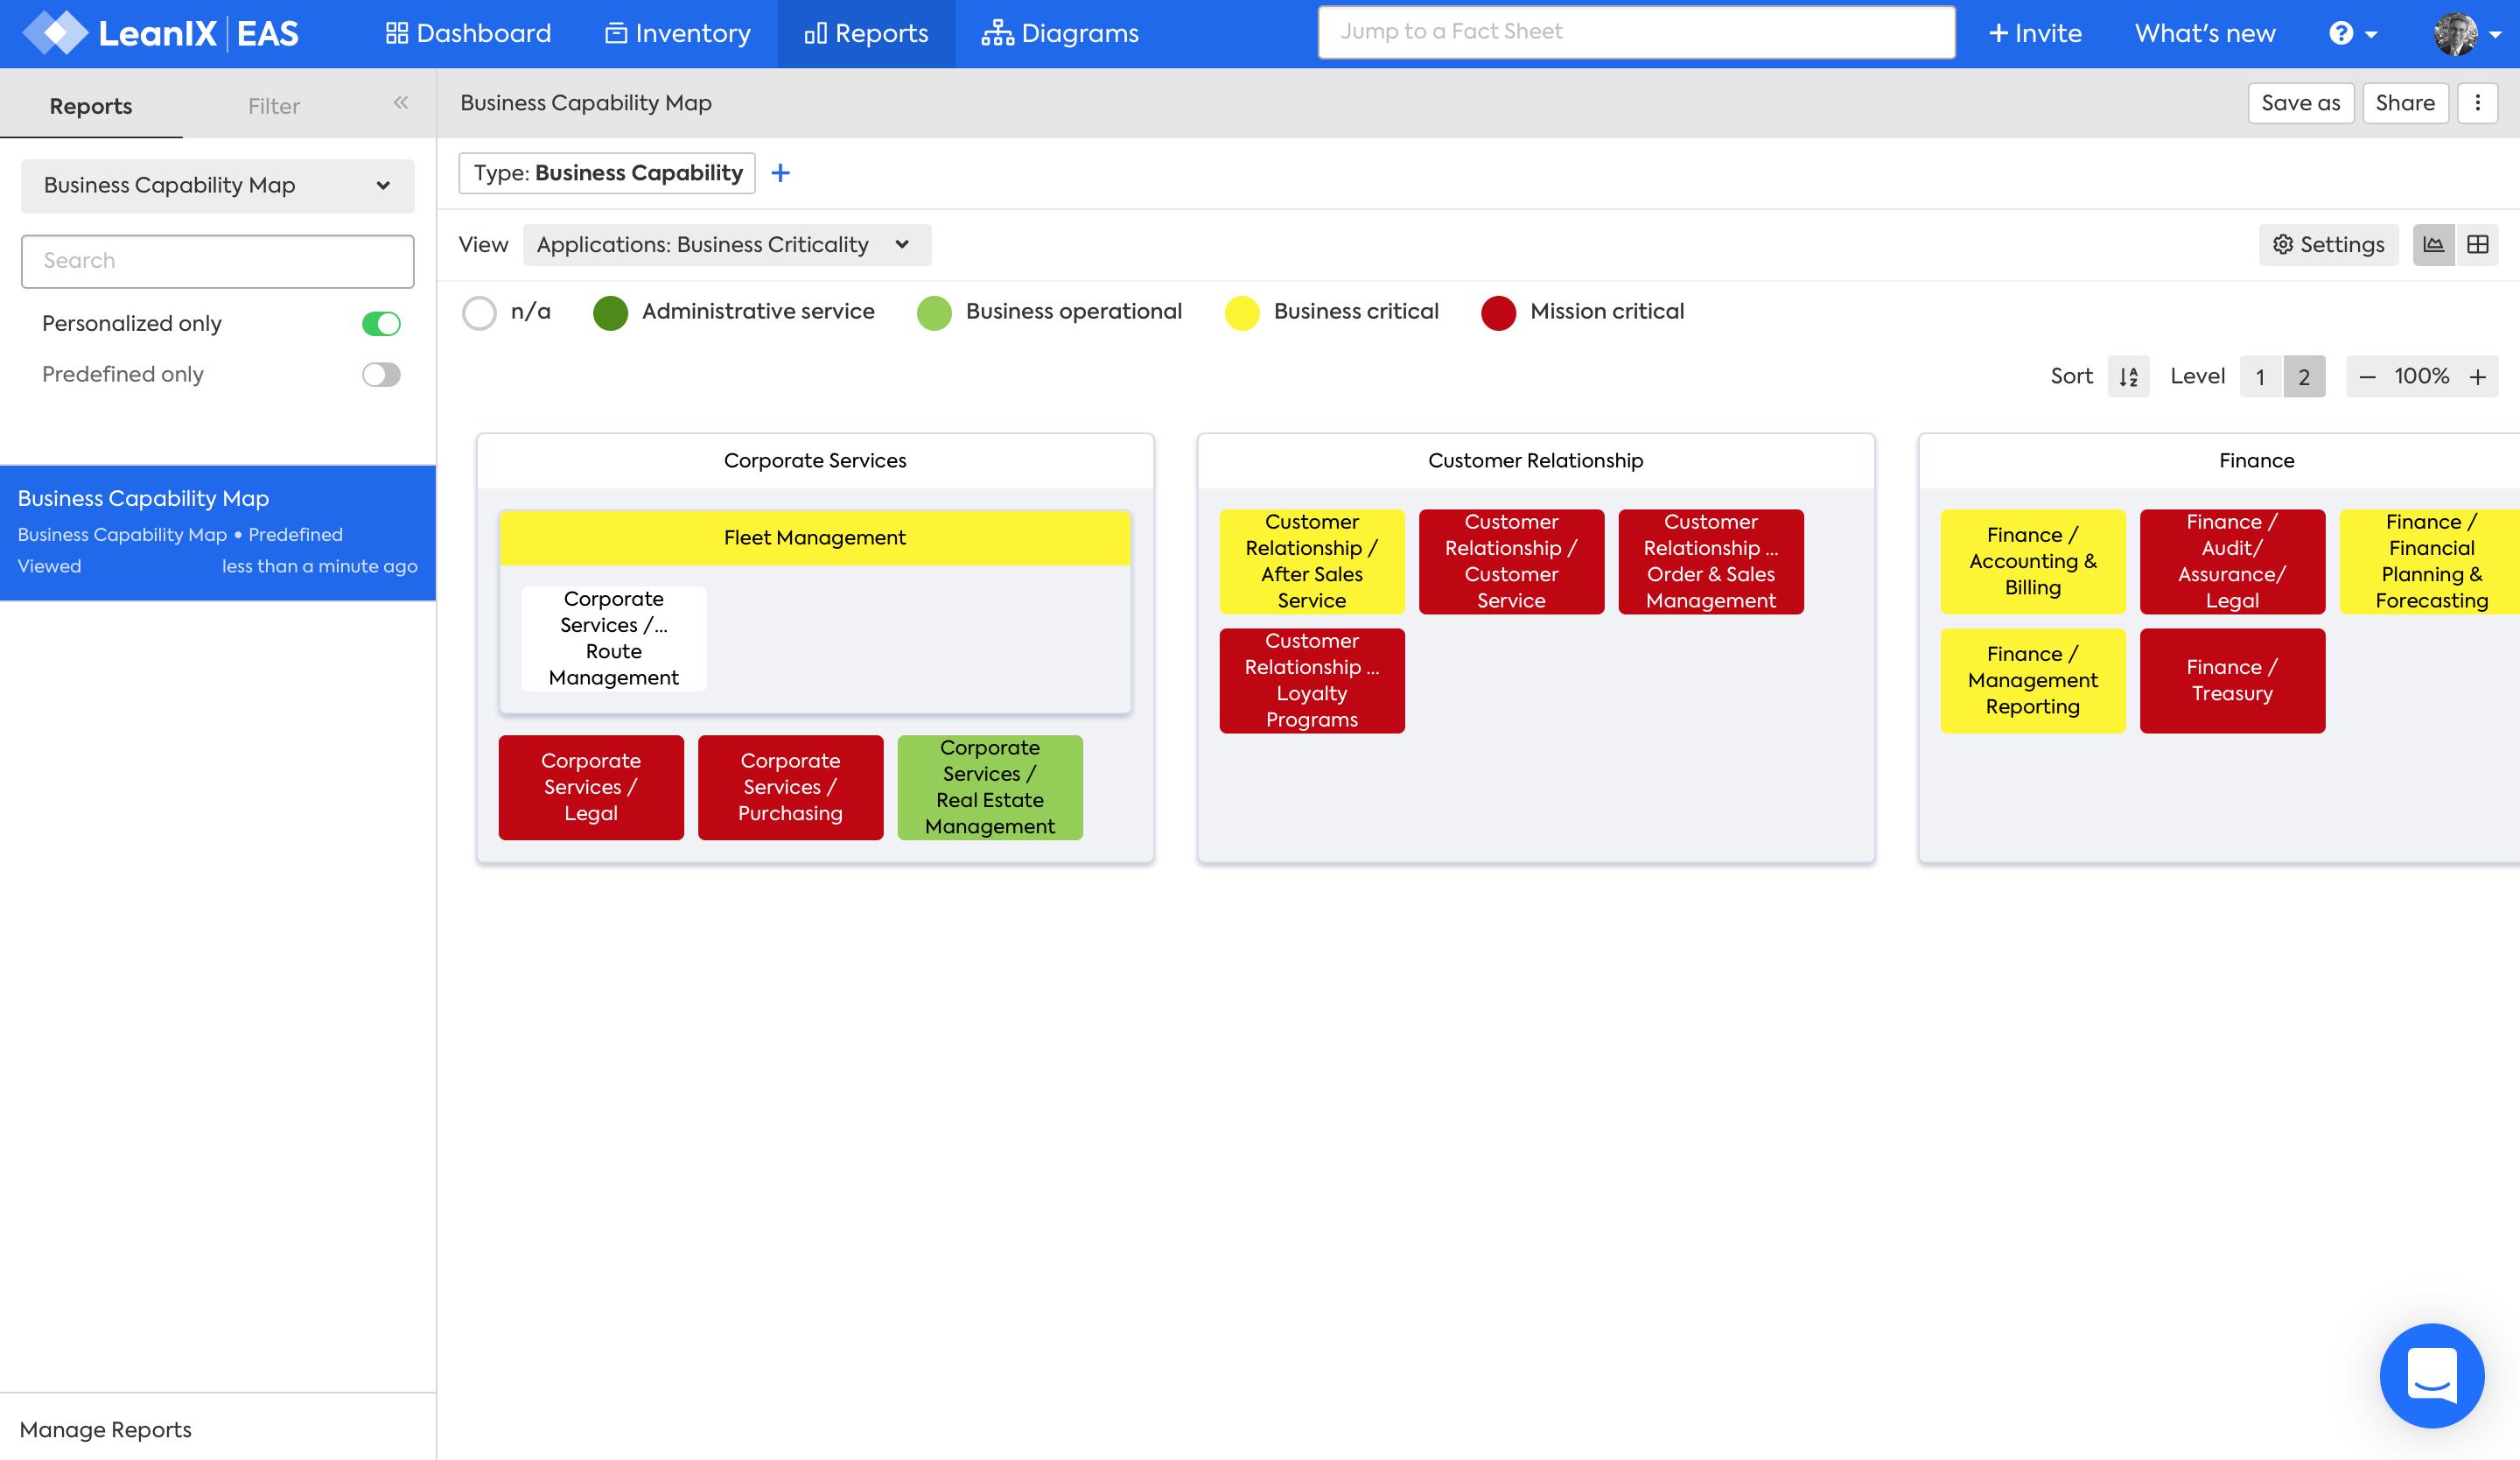 LeanIX | EAS
Dashboard
Inventory
Reports
Diagrams
Jump to a Fact Sheet
+ Invite
What's new
?
Reports
Filter
«
Business Capability Map
Save as
Share
Business Capability Map
Search
Personalized only
Predefined only
Type: Business Capability
+
View
Applications: Business Criticality
Settings
n/a
Administrative service
Business operational
Business critical
Mission critical
Sort
A
Z
Level
1
2
— 100% +
Business Capability Map
Business Capability Map • Predefined
Viewed
less than a minute ago
Corporate Services
Fleet Management
Corporate
Services /...
Route
Management
Corporate
Services /
Legal
Corporate
Services /
Purchasing
Corporate
Services /
Real Estate
Management
Customer Relationship
Customer
Relationship /
After Sales
Service
Customer
Relationship /
Customer
Service
Customer
Relationship ...
Order & Sales
Management
Customer
Relationship ...
Loyalty
Programs
Finance
Finance /
Accounting &
Billing
Finance /
Audit/
Assurance/
Legal
Finance /
Financial
Planning &
Forecasting
Finance /
Management
Reporting
Finance /
Treasury
Manage Reports